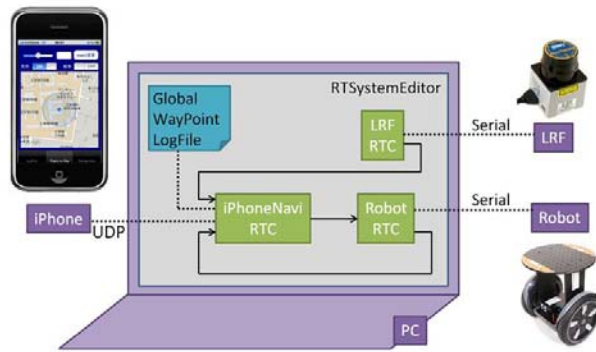 RTSystemEditor
Global
WayPoint
LogFile
LRF
RTC
Serial
LRF
iPhone
UDP
iPhoneNavi
RTC
Robot
RTC
Serial
Robot
PC